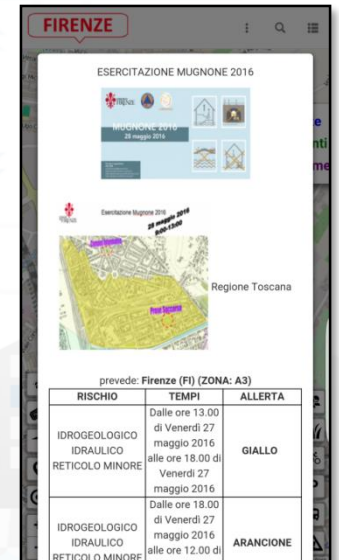 FIRENZE
ESERCITAZIONE MUGNONE 2016
MUGNONE 2016
28 maggio 2016
Esercitazione Mugnone 2016
28 maggio 2016
9:00-13:00
Regione Toscana
prevede: Firenze (FI) (ZONA: A3)
RISCHIO TEMPI ALLERTA
IDROGEOLOGICO
IDRAULICO
RETICOLO MINORE
Dalle ore 13.00
di Venerdì 27
maggio 2016
alle ore 18.00 di
Venerdi 27
maggio 2016
GIALLO
IDROGEOLOGICO
IDRAULICO
RETICOLO MINORE
Dalle ore 18.00
di Venerdì 27
maggio 2016
alle ore 12.00 di
ARANCIONE